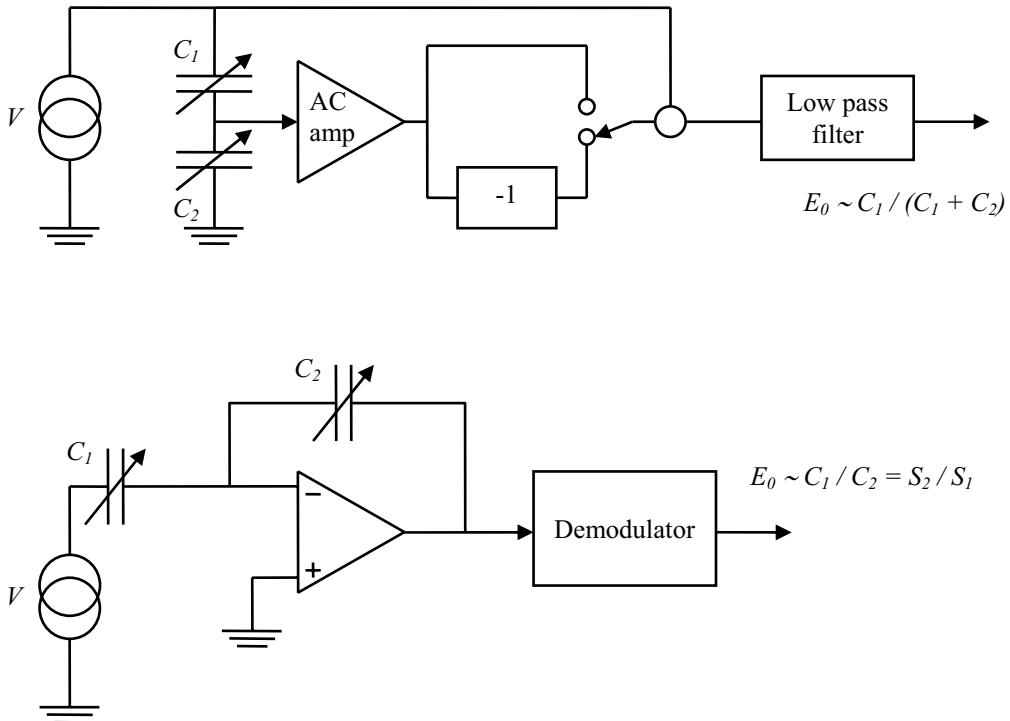 C1
V
AC
amp
C2
-1
Low pass
filter
E0 ~ C1 / (C1 + C2)
C2
C1
V
−
+
Demodulator
E0 ~ C1 / C2 = S2 / S1